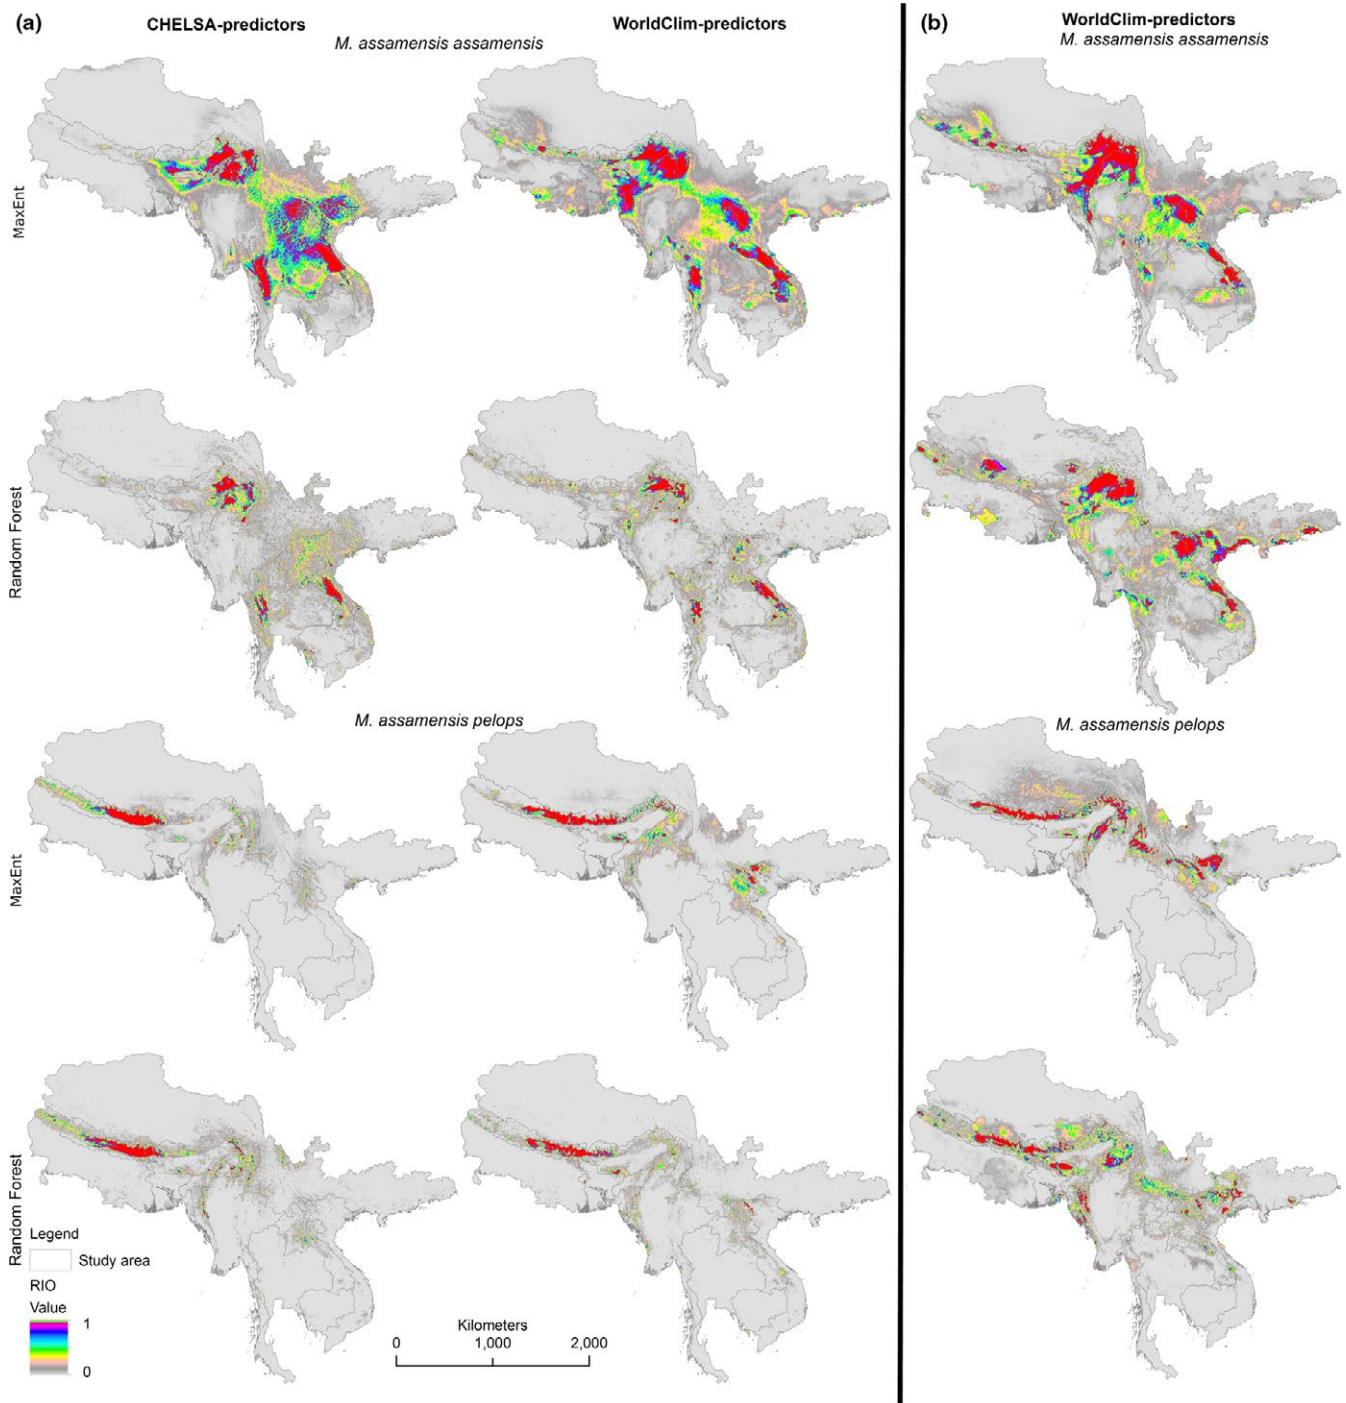 (a)
CHELSA-predictors
WorldClim-predictors
M. assamensis assamensis
(b)
WorldClim-predictors
M. assamensis assamensis
MaxEnt
Random Forest
M. assamensis pelops
M. assamensis pelops
MaxEnt
Random Forest
Legend
Study area
RIO
Value
1
0
Kilometers
0 1,000 2,000